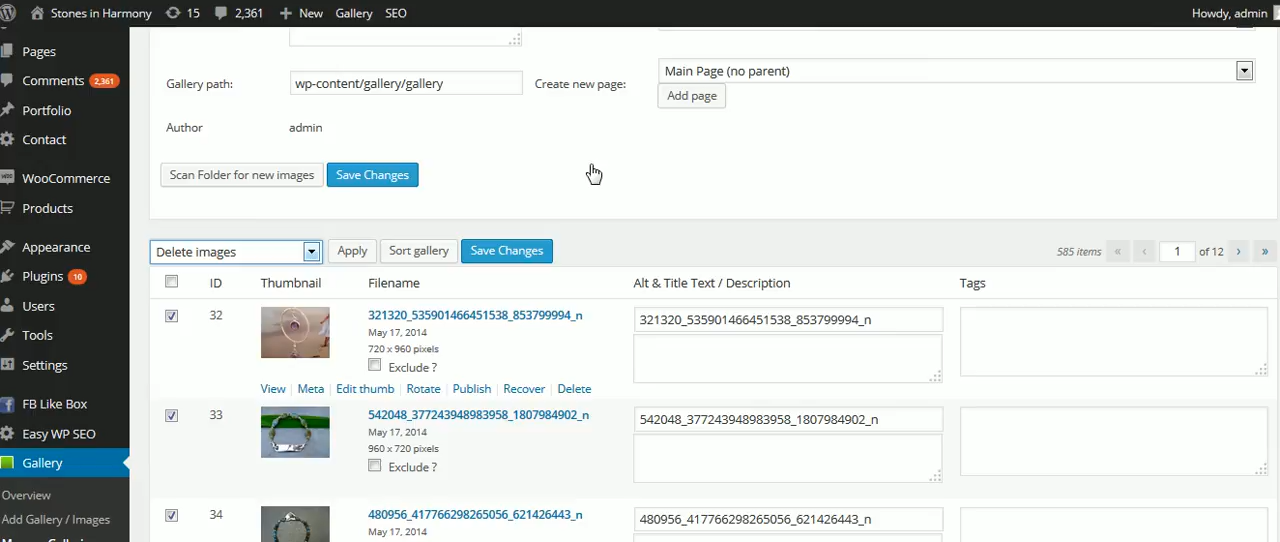 Stones in Harmony 15 2,361 New Gallery SEO Howdy, admin
Pages
Comments 2,361
Portfolio
Contact
WooCommerce
Products
Appearance
Plugins 10
Users
Tools
Settings
FB Like Box
Easy WP SEO
Gallery
Overview
Add Gallery / Images
Gallery path: wp-content/gallery/gallery Create new page: Main Page (no parent)
Add page
Author admin
Scan Folder for new images Save Changes
Delete images Apply Sort gallery Save Changes 585 items « ‹ 1 of 12 › »
ID Thumbnail Filename Alt & Title Text / Description Tags
32 321320_535901466451538_853799994_n 321320_535901466451538_853799994_n
May 17, 2014
720 x 960 pixels
Exclude ?
View Meta Edit thumb Rotate Publish Recover Delete
33 542048_377243948983958_1807984902_n 542048_377243948983958_1807984902_n
May 17, 2014
960 x 720 pixels
Exclude ?
34 480956_417766298265056_621426443_n 480956_417766298265056_621426443_n
May 17, 2014